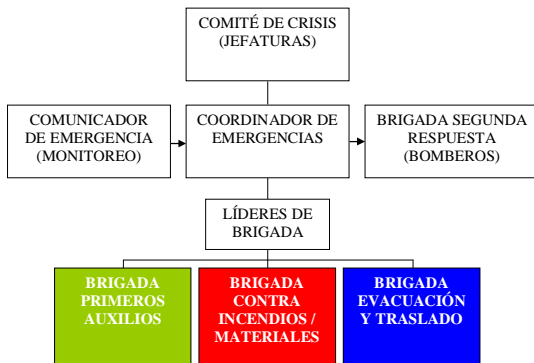 COMITÉ DE CRISIS
(JEFATURAS)
COMUNICADOR
DE EMERGENCIA
(MONITOREO)
COORDINADOR DE
EMERGENCIAS
BRIGADA SEGUNDA
RESPUESTA
(BOMBEROS)
LÍDERES DE
BRIGADA
BRIGADA
PRIMEROS
AUXILIOS
BRIGADA
CONTRA
INCENDIOS /
MATERIALES
BRIGADA
EVACUACIÓN
Y TRASLADO